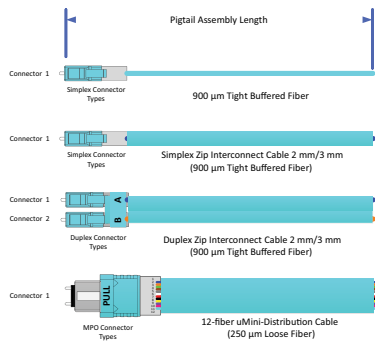 Pigtail Assembly Length
Connector 1
Simplex Connector
Types
900 μm Tight Buffered Fiber
Connector 1
Simplex Connector
Types
Simplex Zip Interconnect Cable 2 mm/3 mm
(900 μm Tight Buffered Fiber)
Connector 1
A
Connector 2
B
Duplex Connector
Types
Duplex Zip Interconnect Cable 2 mm/3 mm
(900 μm Tight Buffered Fiber)
Connector 1
PULL
MPO Connector
Types
12-fiber uMini-Distribution Cable
(250 μm Loose Fiber)